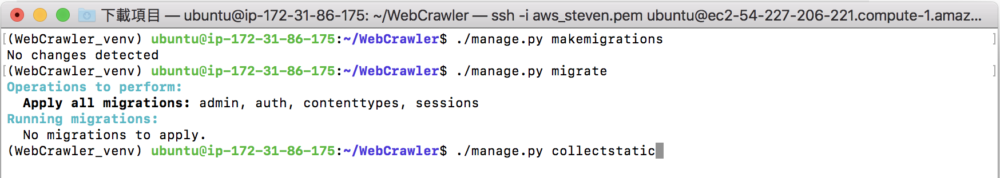 下載項目 — ubuntu@ip-172-31-86-175: ~/WebCrawler — ssh -i aws_steven.pem ubuntu@ec2-54-227-206-221.compute-1.amaz...
[(WebCrawler_venv) ubuntu@ip-172-31-86-175:~/WebCrawler$ ./manage.py makemigrations ]
No changes detected
[(WebCrawler_venv) ubuntu@ip-172-31-86-175:~/WebCrawler$ ./manage.py migrate ]
Operations to perform:
  Apply all migrations: admin, auth, contenttypes, sessions
Running migrations:
  No migrations to apply.
(WebCrawler_venv) ubuntu@ip-172-31-86-175:~/WebCrawler$ ./manage.py collectstatic